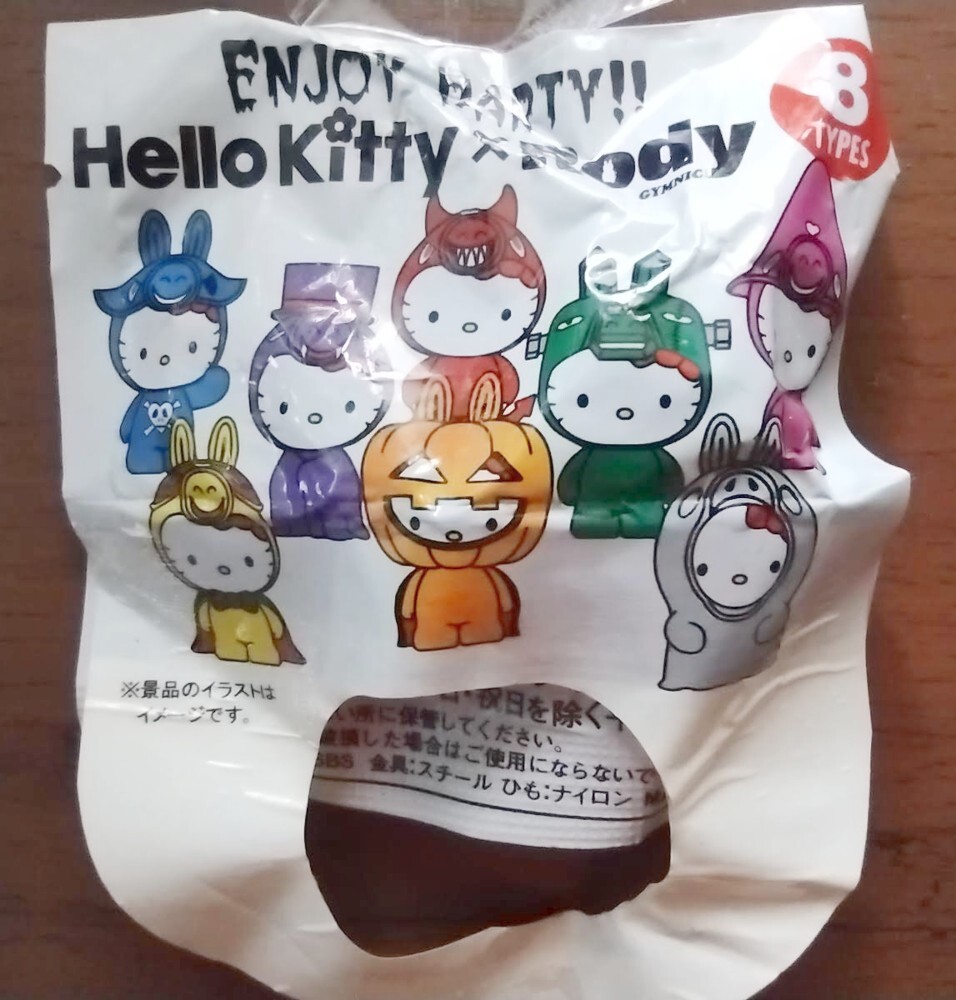 ENJOY PARTY!!
Hello Kitty × Rody
GYMNIC
8
TYPES
※景品のイラストは
イメージです。
祝日を除く
い所に保管してください。
損した場合はご使用にならないで
SBS 金具:スチール ひも:ナイロン